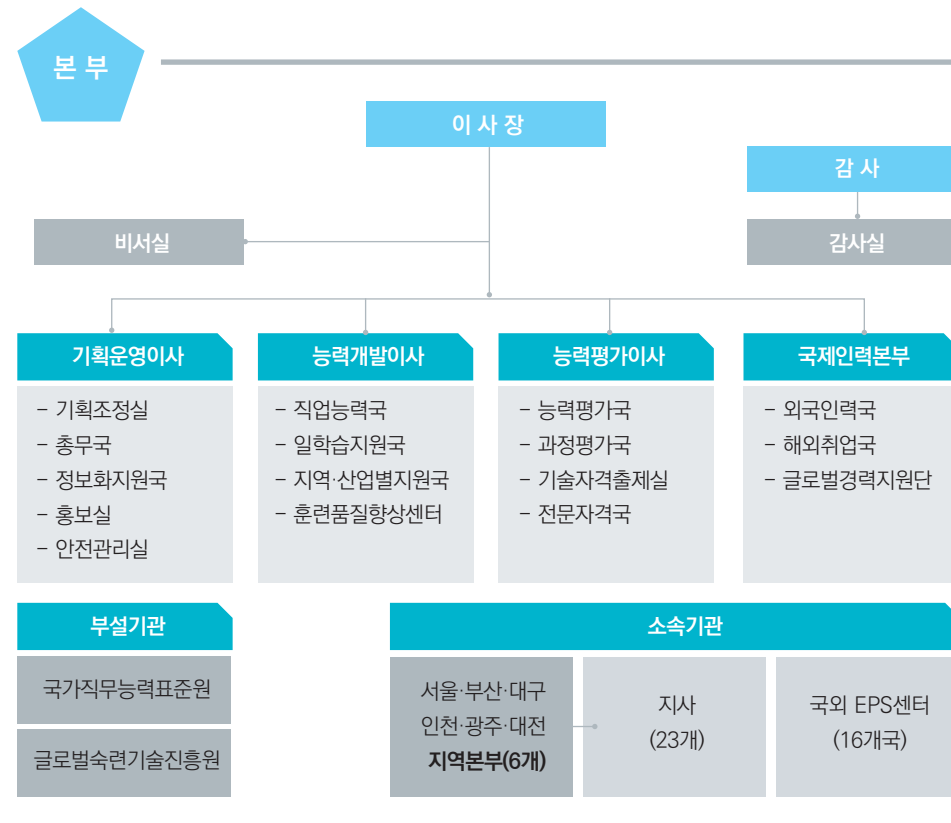 본 부
이 사 장
감 사
비서실
감사실
기획운영이사
- 기획조정실
- 총무국
- 정보화지원국
- 홍보실
- 안전관리실
능력개발이사
- 직업능력국
- 일학습지원국
- 지역·산업별지원국
- 훈련품질향상센터
능력평가이사
- 능력평가국
- 과정평가국
- 기술자격출제실
- 전문자격국
국제인력본부
- 외국인력국
- 해외취업국
- 글로벌경력지원단
부설기관
국가직무능력표준원
글로벌숙련기술진흥원
소속기관
서울·부산·대구
인천·광주·대전
지역본부(6개)
지사
(23개)
국외 EPS센터
(16개국)